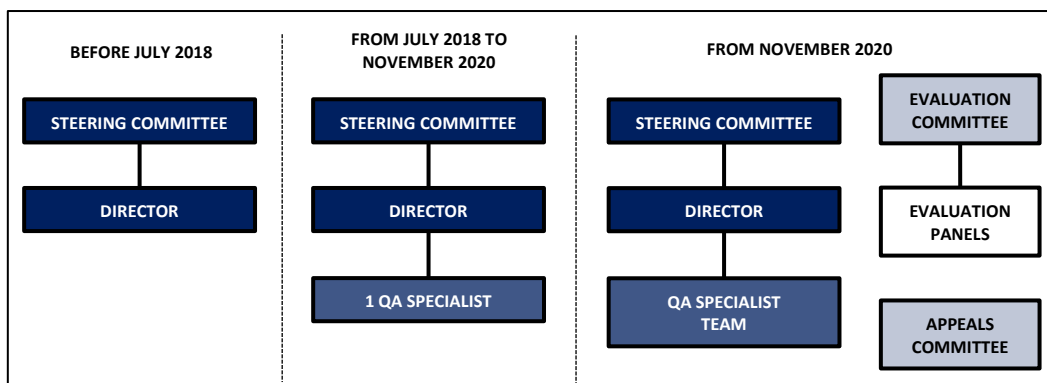 BEFORE JULY 2018
STEERING COMMITTEE
DIRECTOR
FROM JULY 2018 TO
NOVEMBER 2020
STEERING COMMITTEE
DIRECTOR
1 QA SPECIALIST
FROM NOVEMBER 2020
STEERING COMMITTEE
DIRECTOR
QA SPECIALIST
TEAM
EVALUATION
COMMITTEE
EVALUATION
PANELS
APPEALS
COMMITTEE